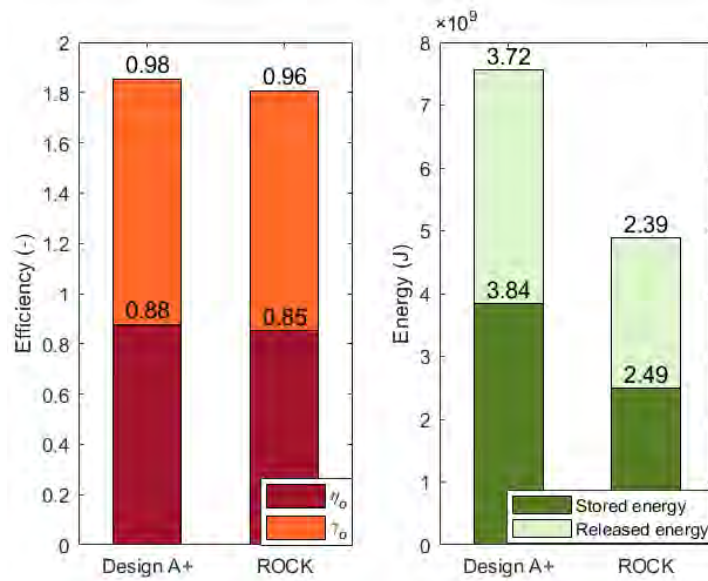 ×10⁹
2
1.8
1.6
1.4
1.2
1
0.8
0.6
0.4
0.2
0
Efficiency (-)
0.98
0.96
0.88
0.85
η₀
γ₀
Design A+
ROCK
8
7
6
5
4
3
2
1
0
Energy (J)
3.72
2.39
3.84
2.49
Stored energy
Released energy
Design A+
ROCK